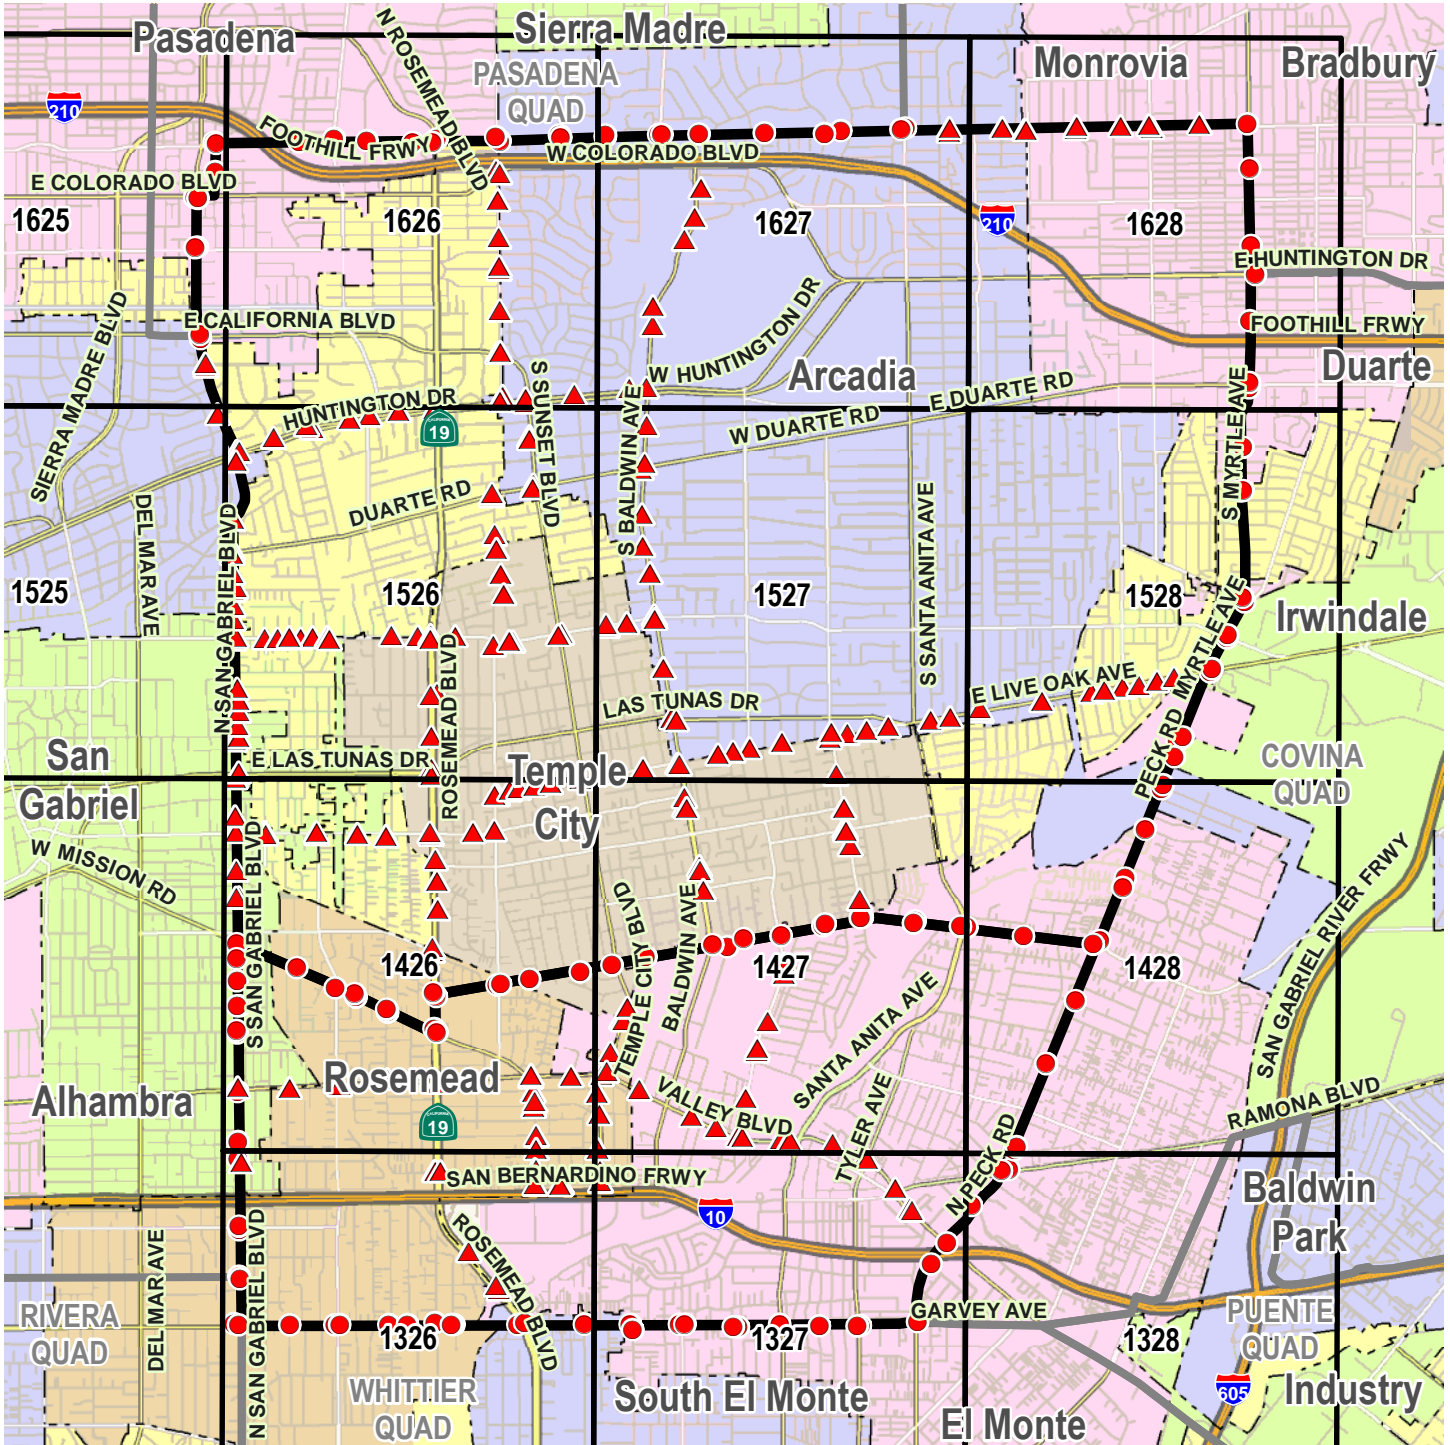 Pasadena
Sierra Madre
Monrovia
Bradbury
PASADENA
QUAD
N ROSEMEAD BLVD
210
FOOTHILL FRWY
W COLORADO BLVD
E COLORADO BLVD
1625
1626
1627
210
1628
E HUNTINGTON DR
SIERRA MADRE BLVD
E CALIFORNIA BLVD
W HUNTINGTON DR
FOOTHILL FRWY
Arcadia
Duarte
HUNTINGTON DR
CALIFORNIA
19
S SUNSET BLVD
S BALDWIN AVE
E DUARTE RD
W DUARTE RD
S MYRTLE AVE
DUARTE RD
DEL MAR AVE
N SAN GABRIEL BLVD
S SANTA ANITA AVE
1525
1526
1527
1528
Irwindale
ROSEMEAD BLVD
MYRTLE AVE
E LIVE OAK AVE
LAS TUNAS DR
PECK RD
San
Gabriel
E LAS TUNAS DR
Temple
City
COVINA
QUAD
W MISSION RD
S SAN GABRIEL BLVD
TEMPLE CITY BLVD
BALDWIN AVE
SAN GABRIEL RIVER FRWY
1426
1427
1428
SANTA ANITA AVE
Rosemead
Alhambra
CALIFORNIA
19
VALLEY BLVD
TYLER AVE
RAMONA BLVD
N PECK RD
SAN BERNARDINO FRWY
10
Baldwin
Park
DEL MAR AVE
N SAN GABRIEL BLVD
ROSEMEAD BLVD
GARVEY AVE
RIVERA
QUAD
1326
1327
1328
PUENTE
QUAD
WHITTIER
QUAD
South El Monte
El Monte
605
Industry